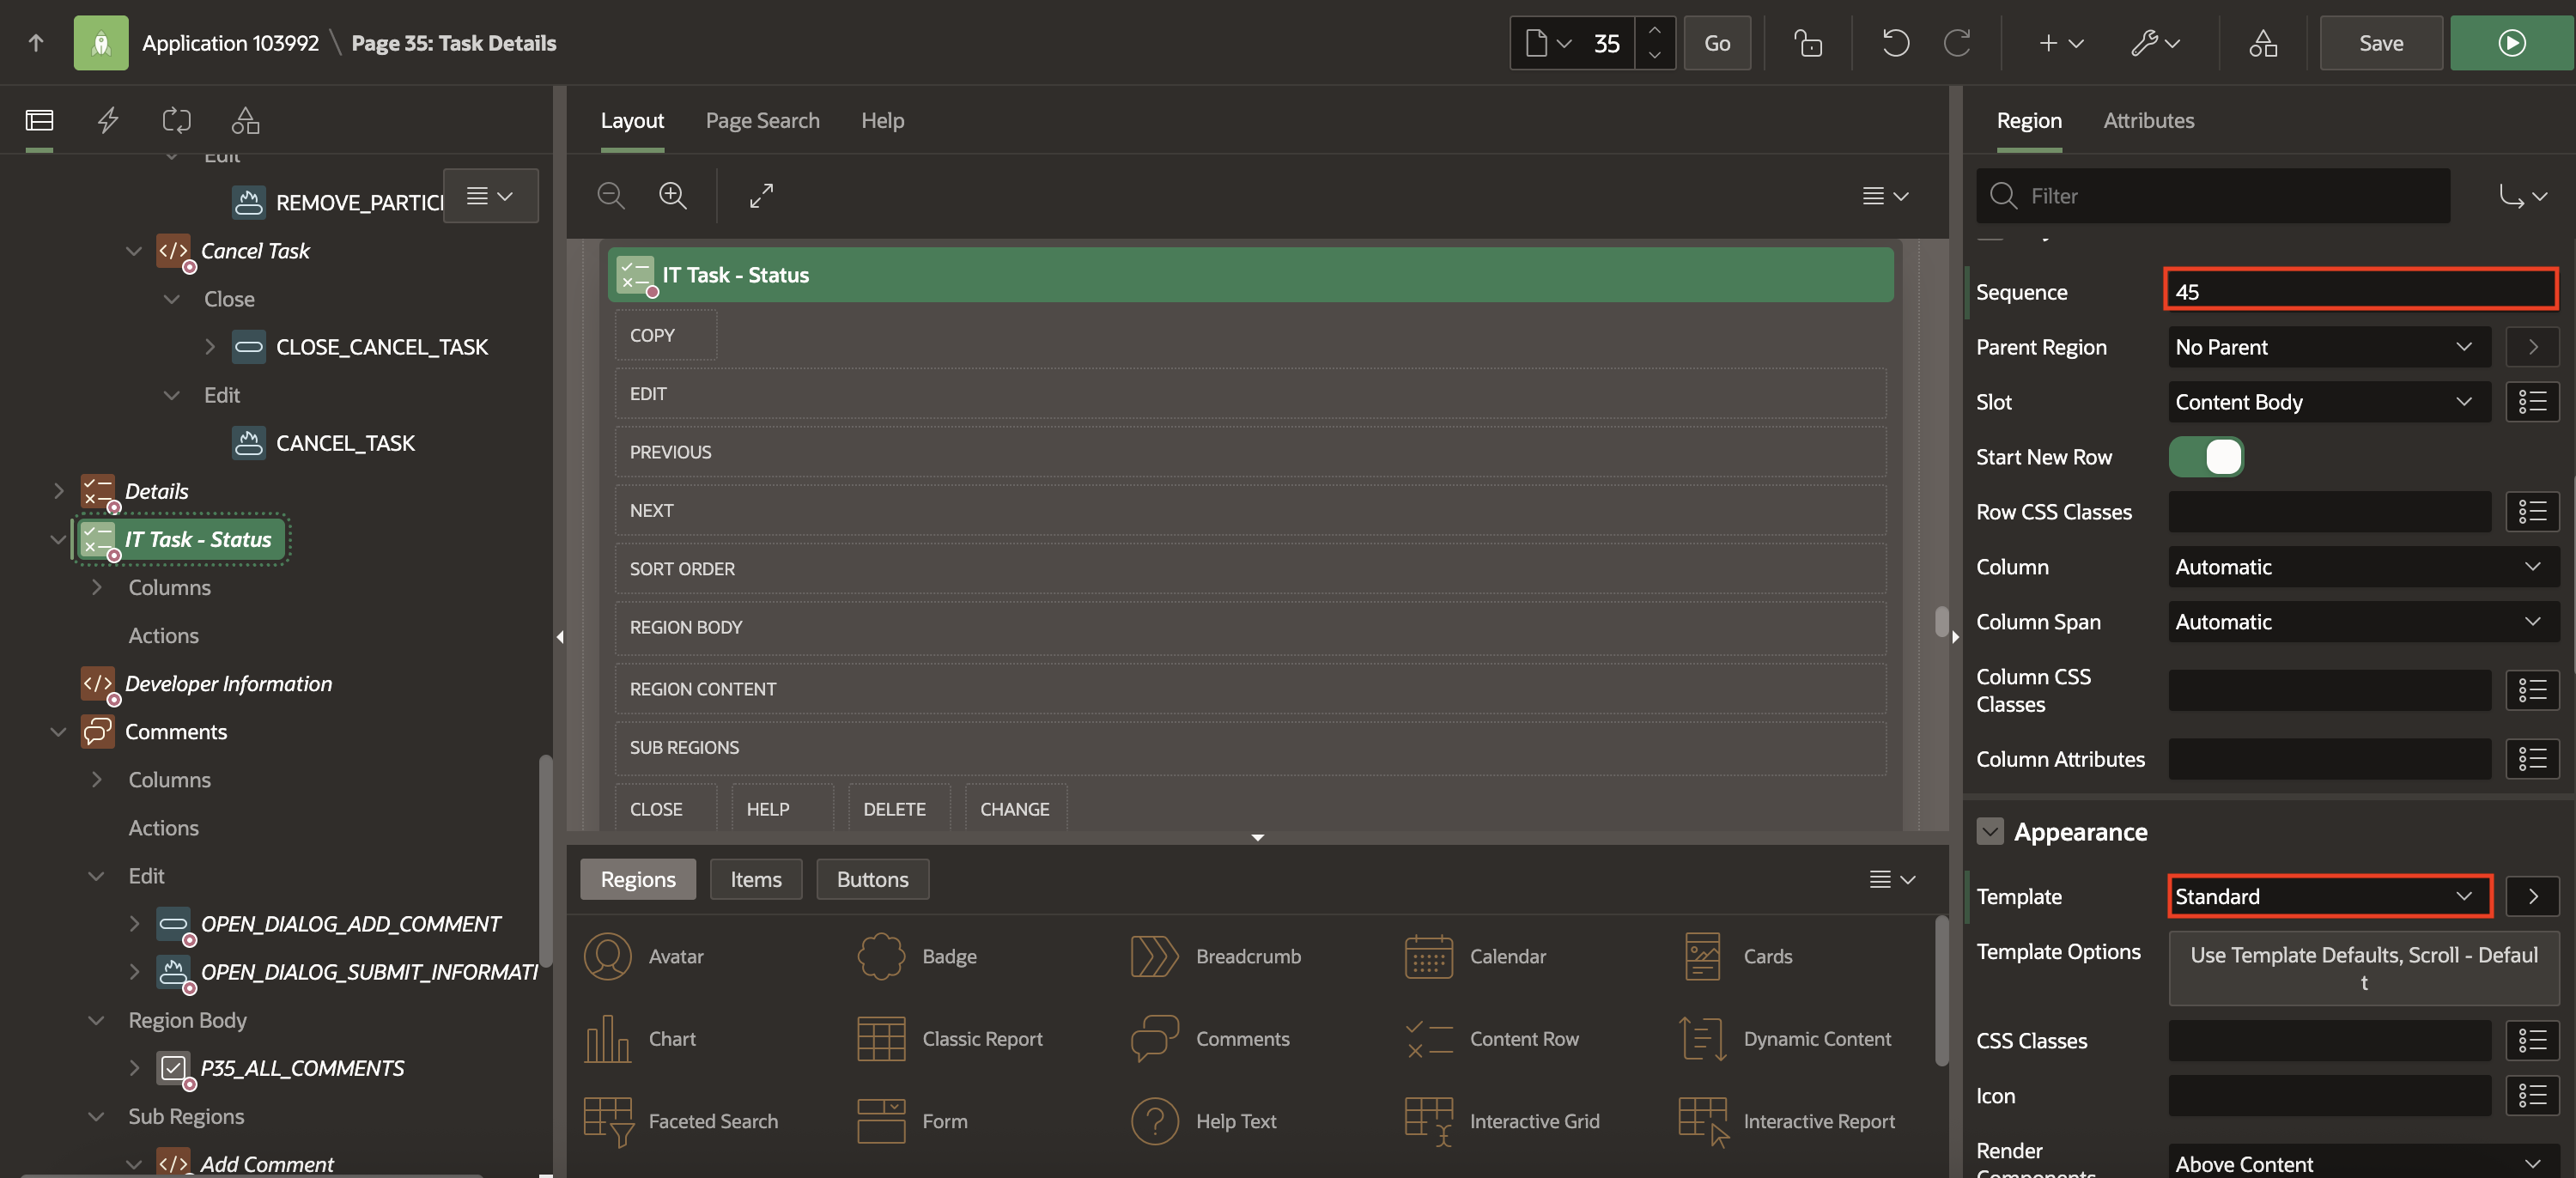 Application 103992 \ Page 35: Task Details
35
Go
Save
Edit
REMOVE_PARTICI
Cancel Task
Close
CLOSE_CANCEL_TASK
Edit
CANCEL_TASK
Details
IT Task - Status
Columns
Actions
Developer Information
Comments
Columns
Actions
Edit
OPEN_DIALOG_ADD_COMMENT
OPEN_DIALOG_SUBMIT_INFORMATI
Region Body
P35_ALL_COMMENTS
Sub Regions
Add Comment
Layout
Page Search
Help
IT Task - Status
COPY
EDIT
PREVIOUS
NEXT
SORT ORDER
REGION BODY
REGION CONTENT
SUB REGIONS
CLOSE HELP DELETE CHANGE
Regions Items Buttons
Avatar Badge Breadcrumb Calendar Cards
Chart Classic Report Comments Content Row Dynamic Content
Faceted Search Form Help Text Interactive Grid Interactive Report
Region
Attributes
Filter
Sequence 45
Parent Region No Parent
Slot Content Body
Start New Row
Row CSS Classes
Column Automatic
Column Span Automatic
Column CSS
Classes
Column Attributes
Appearance
Template Standard
Template Options Use Template Defaults, Scroll - Defaul
t
CSS Classes
Icon
Render
Components Above Content